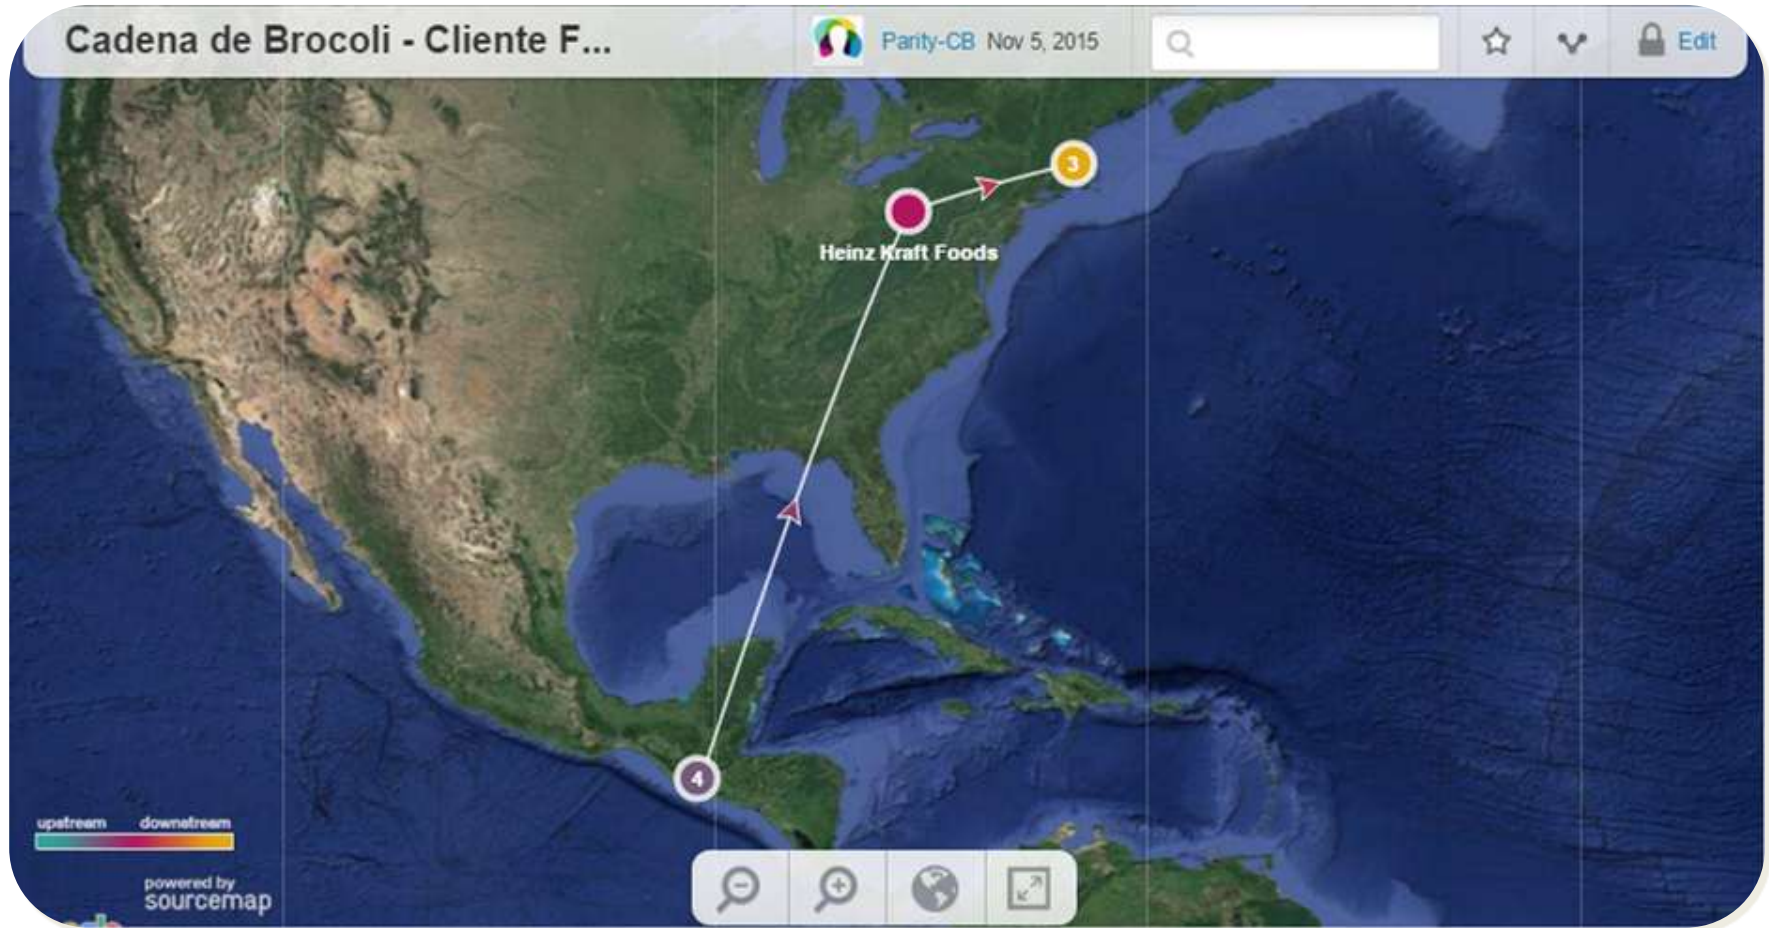 Cadena de Brocoli - Cliente F...
Parity-CB Nov 5, 2015
Edit
3
Heinz Kraft Foods
4
upstream downstream
powered by
sourcemap